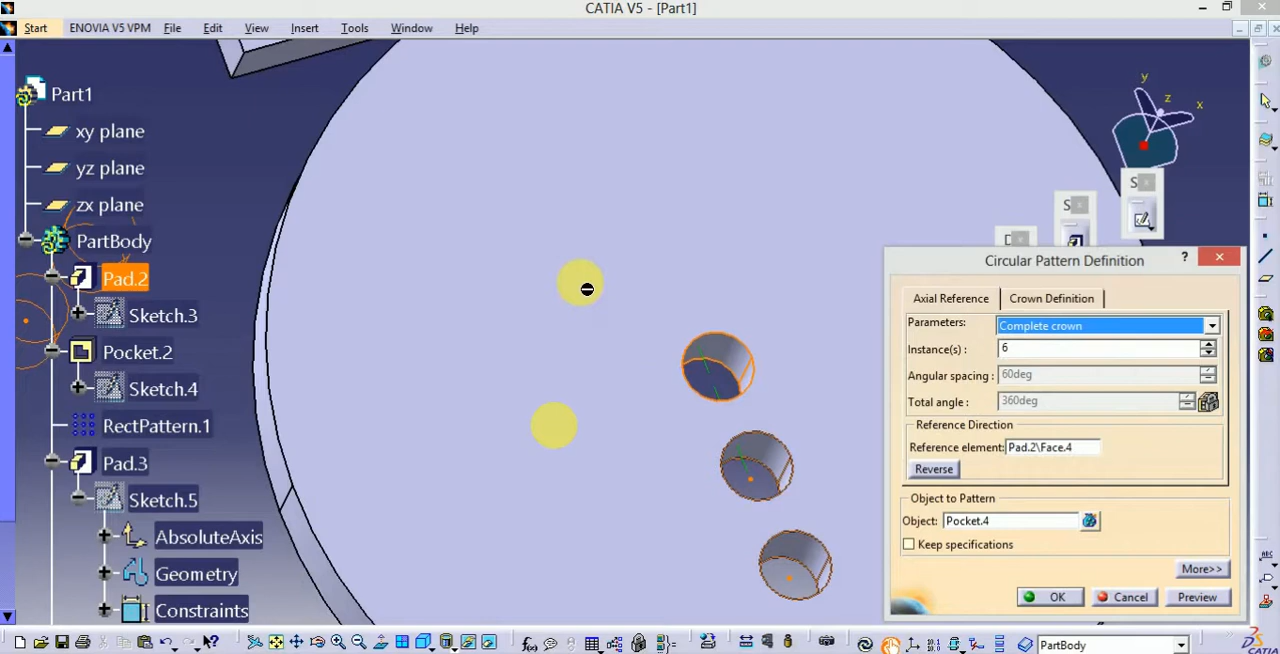 CATIA V5 - [Part1]
Start ENOVIA V5 VPM File Edit View Insert Tools Window Help
Part1
xy plane
yz plane
zx plane
PartBody
Pad.2
Sketch.3
Pocket.2
Sketch.4
RectPattern.1
Pad.3
Sketch.5
AbsoluteAxis
Geometry
Constraints
y
z
x
S
S
Circular Pattern Definition
?
Axial Reference Crown Definition
Parameters: Complete crown
Instance(s) : 6
Angular spacing : 60deg
Total angle : 360deg
Reference Direction
Reference element: Pad.2\Face.4
Reverse
Object to Pattern
Object: Pocket.4
Keep specifications
More>>
OK Cancel Preview
PartBody
CATIA